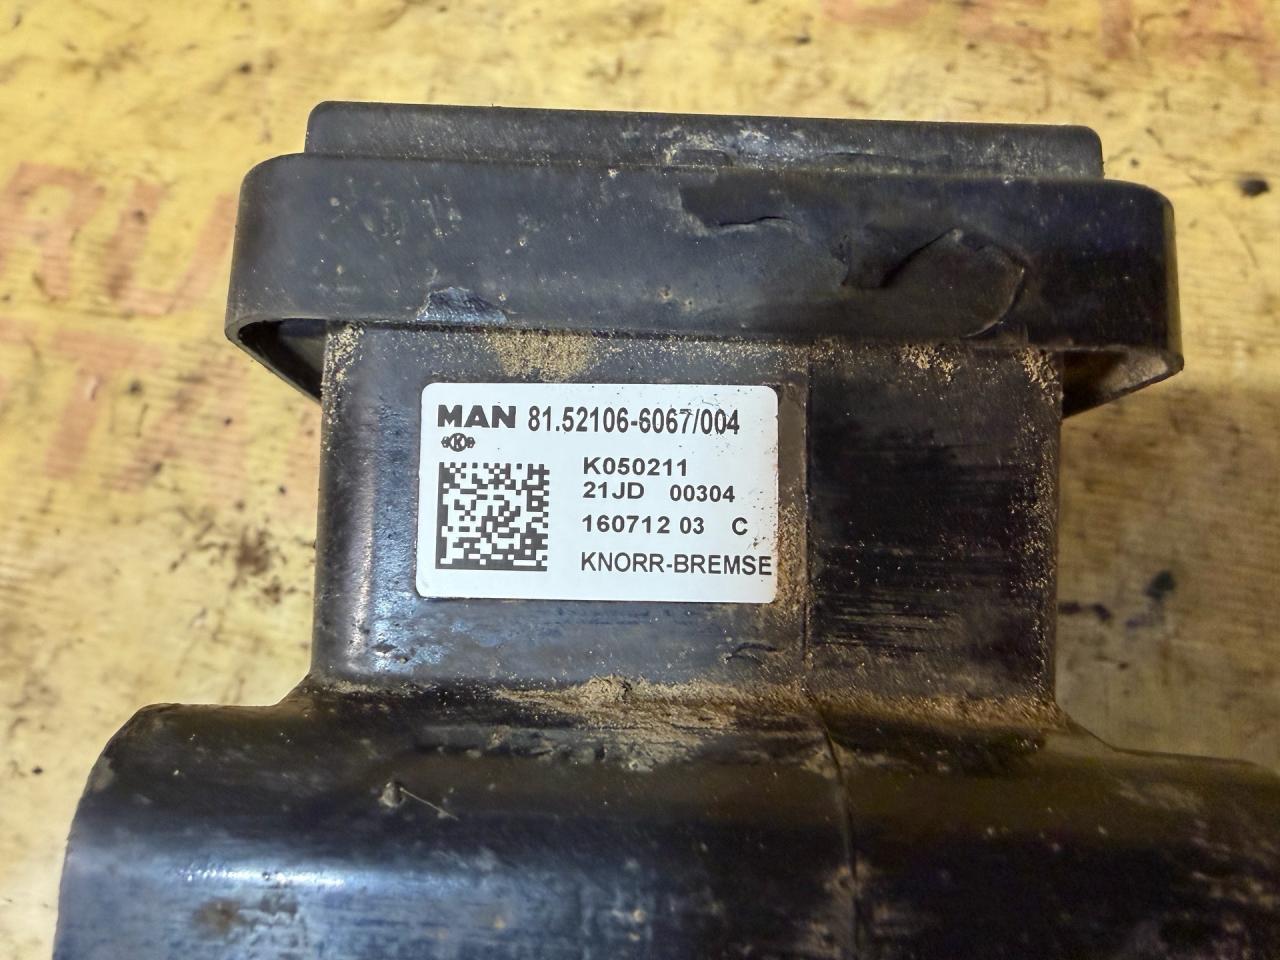 MAN 81.52106-6067/004
K
K050211
21JD 00304
160712 03 C
KNORR-BREMSE